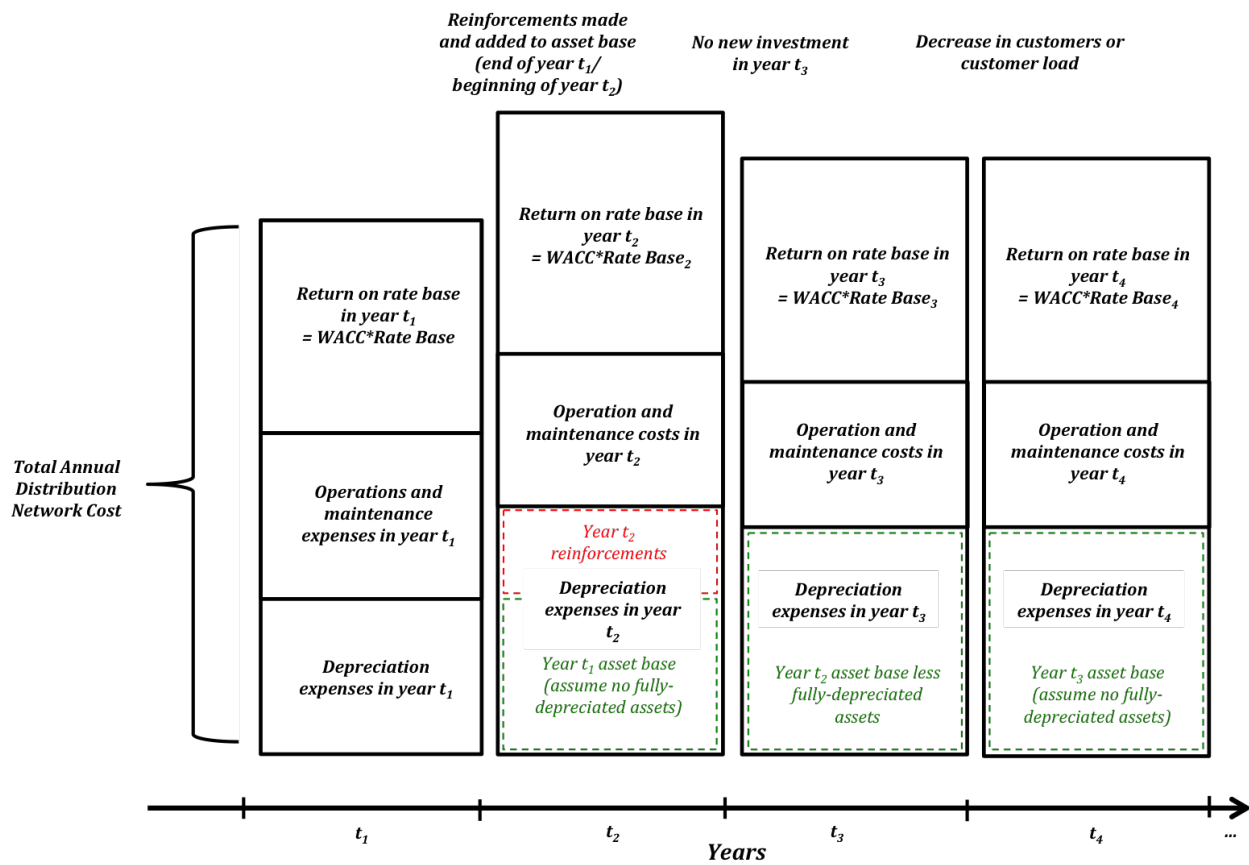 Reinforcements made
and added to asset base
(end of year t₁/
beginning of year t₂)
No new investment
in year t₃
Decrease in customers or
customer load
Total Annual
Distribution
Network Cost
Return on rate base
in year t₁
= WACC*Rate Base
Operations and
maintenance
expenses in year t₁
Depreciation
expenses in year t₁
Return on rate base in
year t₂
= WACC*Rate Base₂
Operation and
maintenance costs in
year t₂
Year t₂
reinforcements
Depreciation
expenses in year
t₂
Year t₁ asset base
(assume no fully-
depreciated assets)
Return on rate base in
year t₃
= WACC*Rate Base₃
Operation and
maintenance costs in
year t₃
Depreciation
expenses in year t₃
Year t₂ asset base less
fully-depreciated
assets
Return on rate base in
year t₄
= WACC*Rate Base₄
Operation and
maintenance costs in
year t₄
Depreciation
expenses in year t₄
Year t₃ asset base
(assume no fully-
depreciated assets)
t₁
t₂
t₃
t₄
...
Years